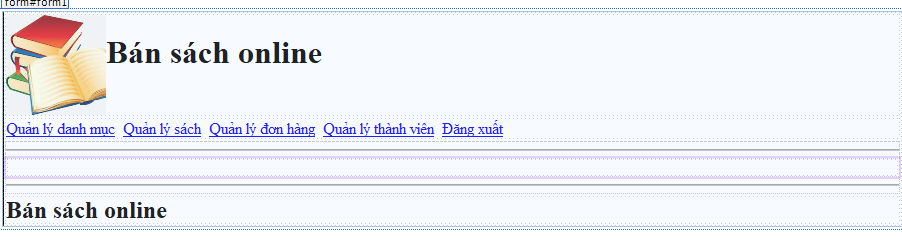 form#form1
Bán sách online
Quản lý danh mục Quản lý sách Quản lý đơn hàng Quản lý thành viên Đăng xuất
Bán sách online